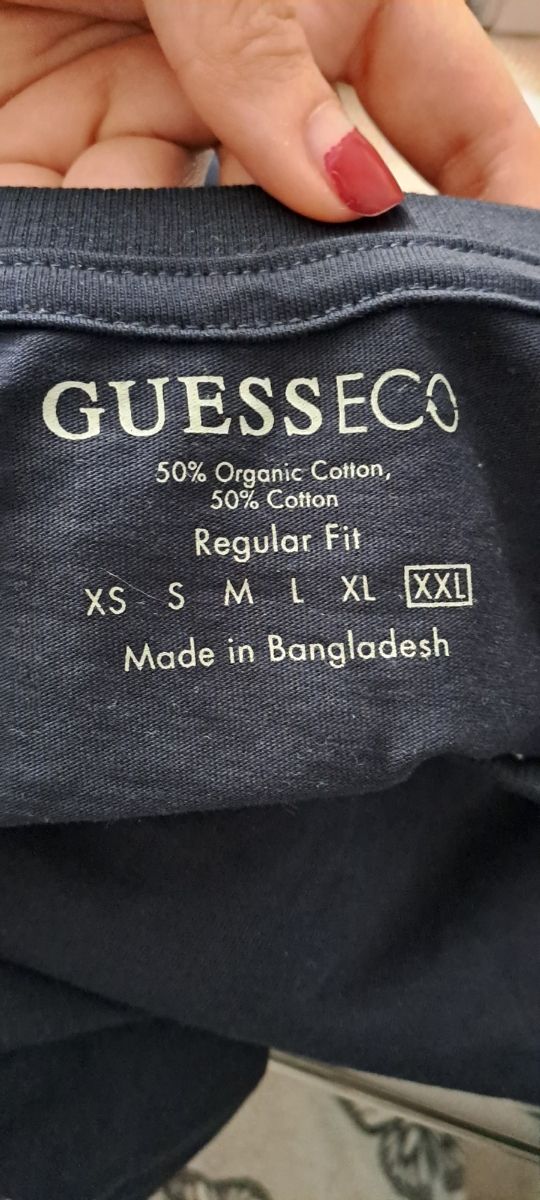 GUESSECO
50% Organic Cotton,
50% Cotton
Regular Fit
XS S M L XL XXL
Made in Bangladesh